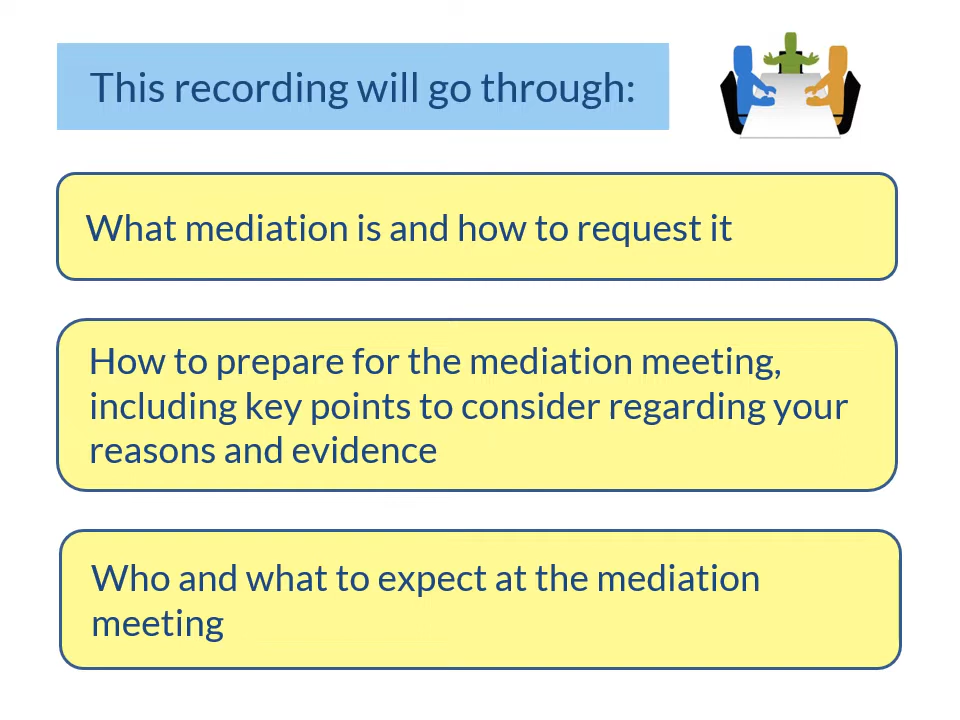 This recording will go through:
What mediation is and how to request it
How to prepare for the mediation meeting,
including key points to consider regarding your
reasons and evidence
Who and what to expect at the mediation
meeting